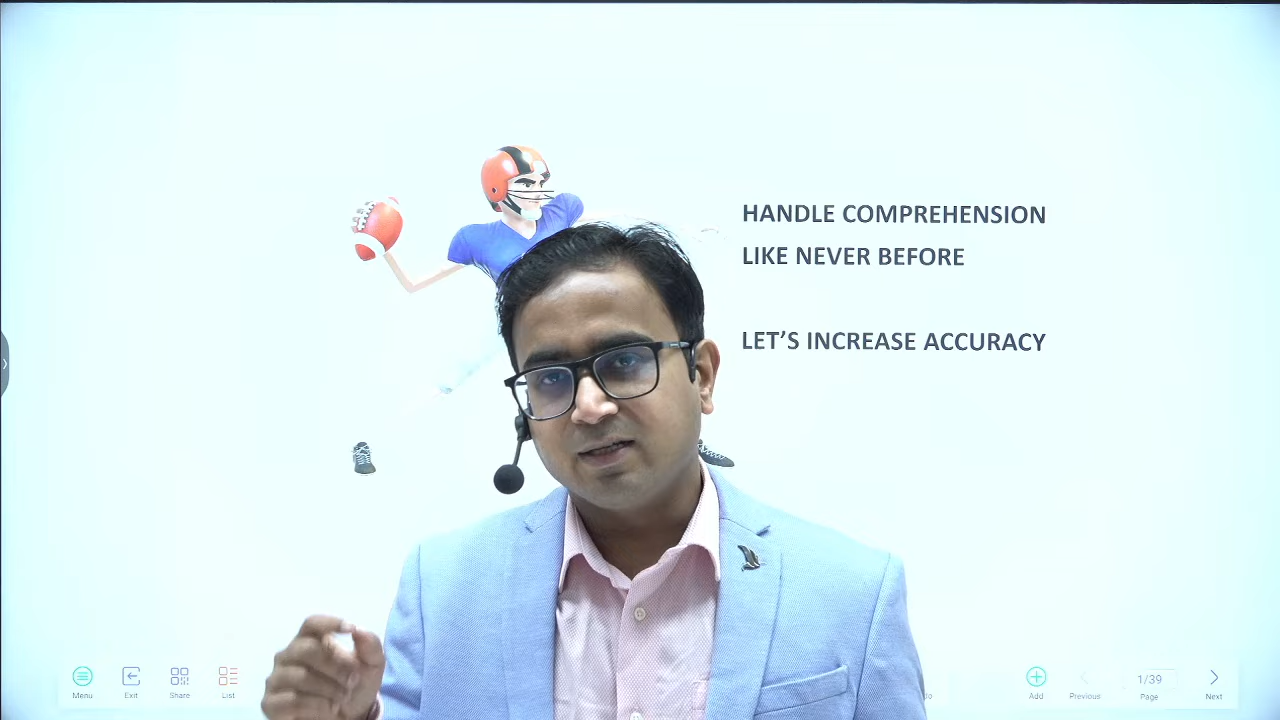 HANDLE COMPREHENSION
LIKE NEVER BEFORE
LET'S INCREASE ACCURACY
Menu
Exit
Share
List
Add
Previous
1/39
Page
Next